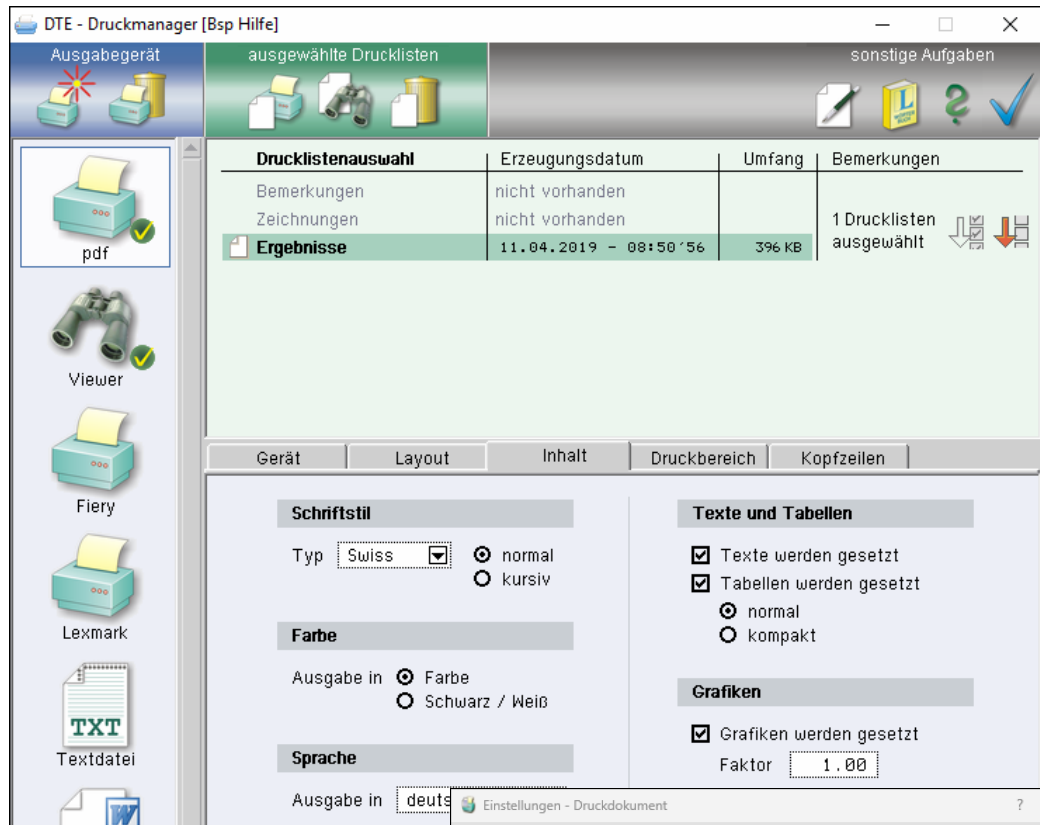 DTE - Druckmanager [Bsp Hilfe]
Ausgabegerät
ausgewählte Drucklisten
sonstige Aufgaben
L
Drucklistenauswahl Erzeugungsdatum Umfang Bemerkungen
Bemerkungen nicht vorhanden
Zeichnungen nicht vorhanden
Ergebnisse 11.04.2019 - 08:50´56 396 KB
1 Drucklisten
ausgewählt
pdf
Viewer
Fiery
Lexmark
TXT
Textdatei
W
Gerät Layout Inhalt Druckbereich Kopfzeilen
Schriftstil
Typ Swiss normal
kursiv
Farbe
Ausgabe in Farbe
Schwarz / Weiß
Sprache
Ausgabe in deuts
Texte und Tabellen
Texte werden gesetzt
Tabellen werden gesetzt
normal
kompakt
Grafiken
Grafiken werden gesetzt
Faktor 1.00
Einstellungen - Druckdokument ?